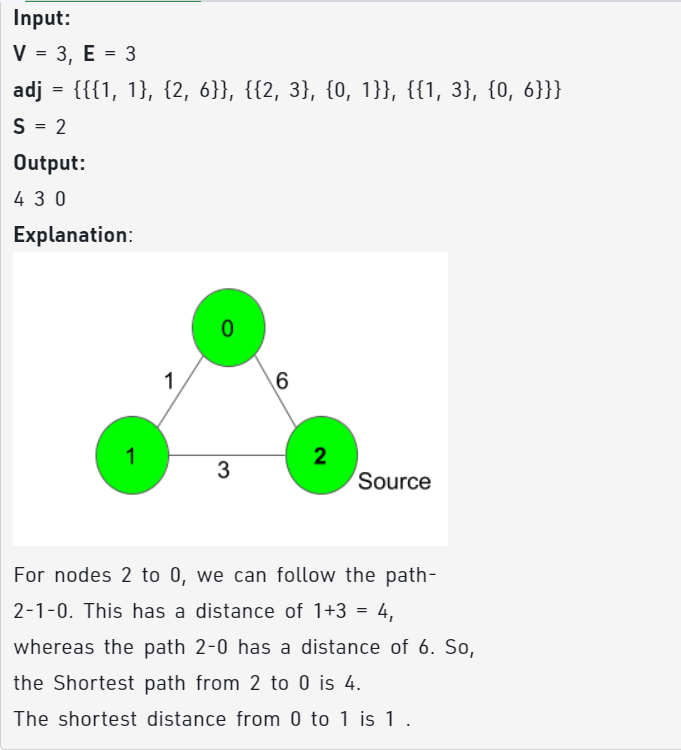 Input:
V = 3, E = 3
adj = {{{1, 1}, {2, 6}}, {{2, 3}, {0, 1}}, {{1, 3}, {0, 6}}}
S = 2
Output:
4 3 0
Explanation:
0
1 6
1 2
3
Source
For nodes 2 to 0, we can follow the path-
2-1-0. This has a distance of 1+3 = 4,
whereas the path 2-0 has a distance of 6. So,
the Shortest path from 2 to 0 is 4.
The shortest distance from 0 to 1 is 1 .